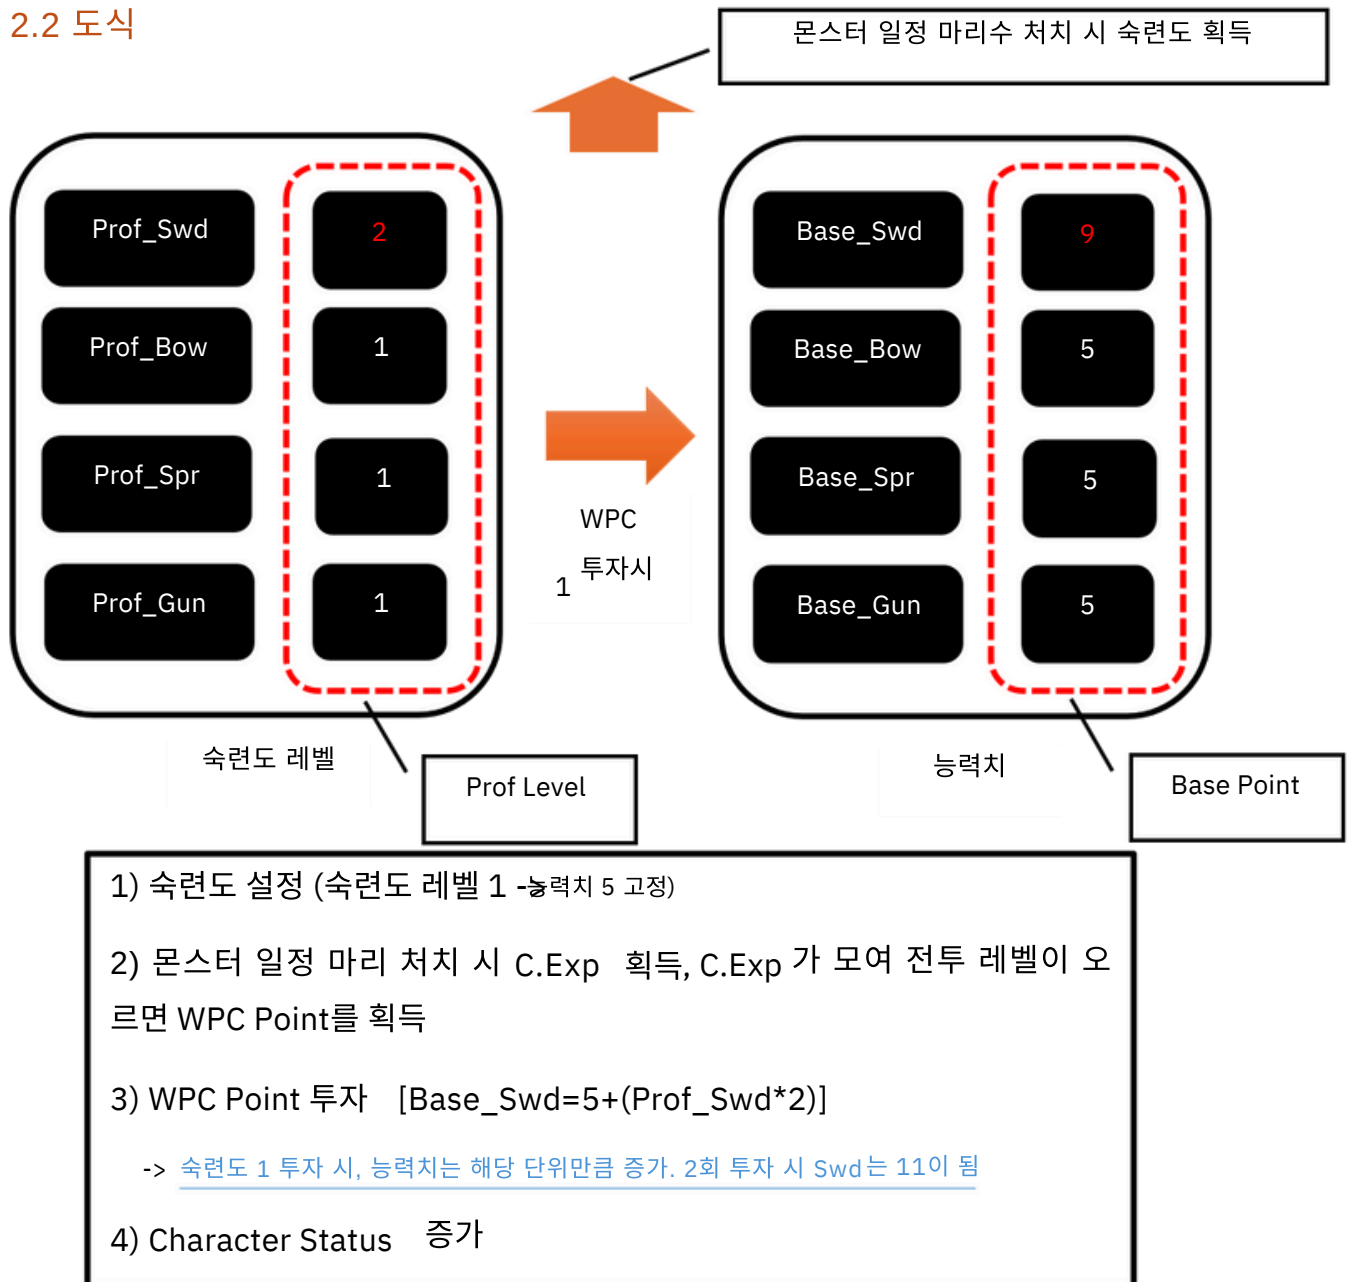 2.2 도식
몬스터 일정 마리수 처치 시 숙련도 획득
Prof_Swd 2
Prof_Bow 1
Prof_Spr 1
Prof_Gun 1
WPC
1 투자시
Base_Swd 9
Base_Bow 5
Base_Spr 5
Base_Gun 5
숙련도 레벨
Prof Level
능력치
Base Point
1) 숙련도 설정 (숙련도 레벨 1 -능력치 5 고정)
2) 몬스터 일정 마리 처치 시 C.Exp 획득, C.Exp 가 모여 전투 레벨이 오
르면 WPC Point를 획득
3) WPC Point 투자 [Base_Swd=5+(Prof_Swd*2)]
-> 숙련도 1 투자 시, 능력치는 해당 단위만큼 증가. 2회 투자 시 Swd는 11이 됨
4) Character Status 증가